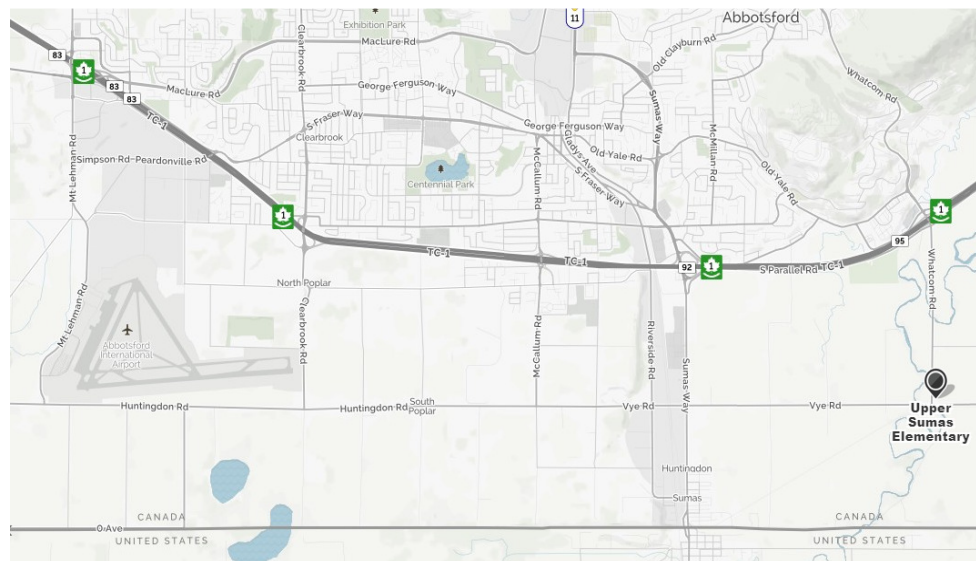 Exhibition Park
11
Abbotsford
MacLure Rd
Clearbrook Rd
Old Clayburn Rd
83
1
83
83
MacLure Rd
George Ferguson Way
Whatcom Rd
Sumas Way
TC-1
S Fraser Way
Clearbrook
George Ferguson Way
McMillan Rd
Mt Lehman Rd
Simpson Rd-Peardonville Rd
Gladys Ave
Old Yale Rd
McCallum Rd
S Fraser Way
Old Yale Rd
Centennial Park
1
1
TC-1
TC-1
92
1
S Parallel Rd
TC-1
95
Whatcom Rd
North Poplar
Mt Lehman Rd
Clearbrook Rd
McCallum Rd
Riverside Rd
Sumas Way
Abbotsford
International
Airport
Huntingdon Rd
Huntingdon Rd
South
Poplar
Vye Rd
Vye Rd
Upper
Sumas
Elementary
Huntingdon
Sumas
CANADA
CANADA
0 Ave
UNITED STATES
UNITED STATES